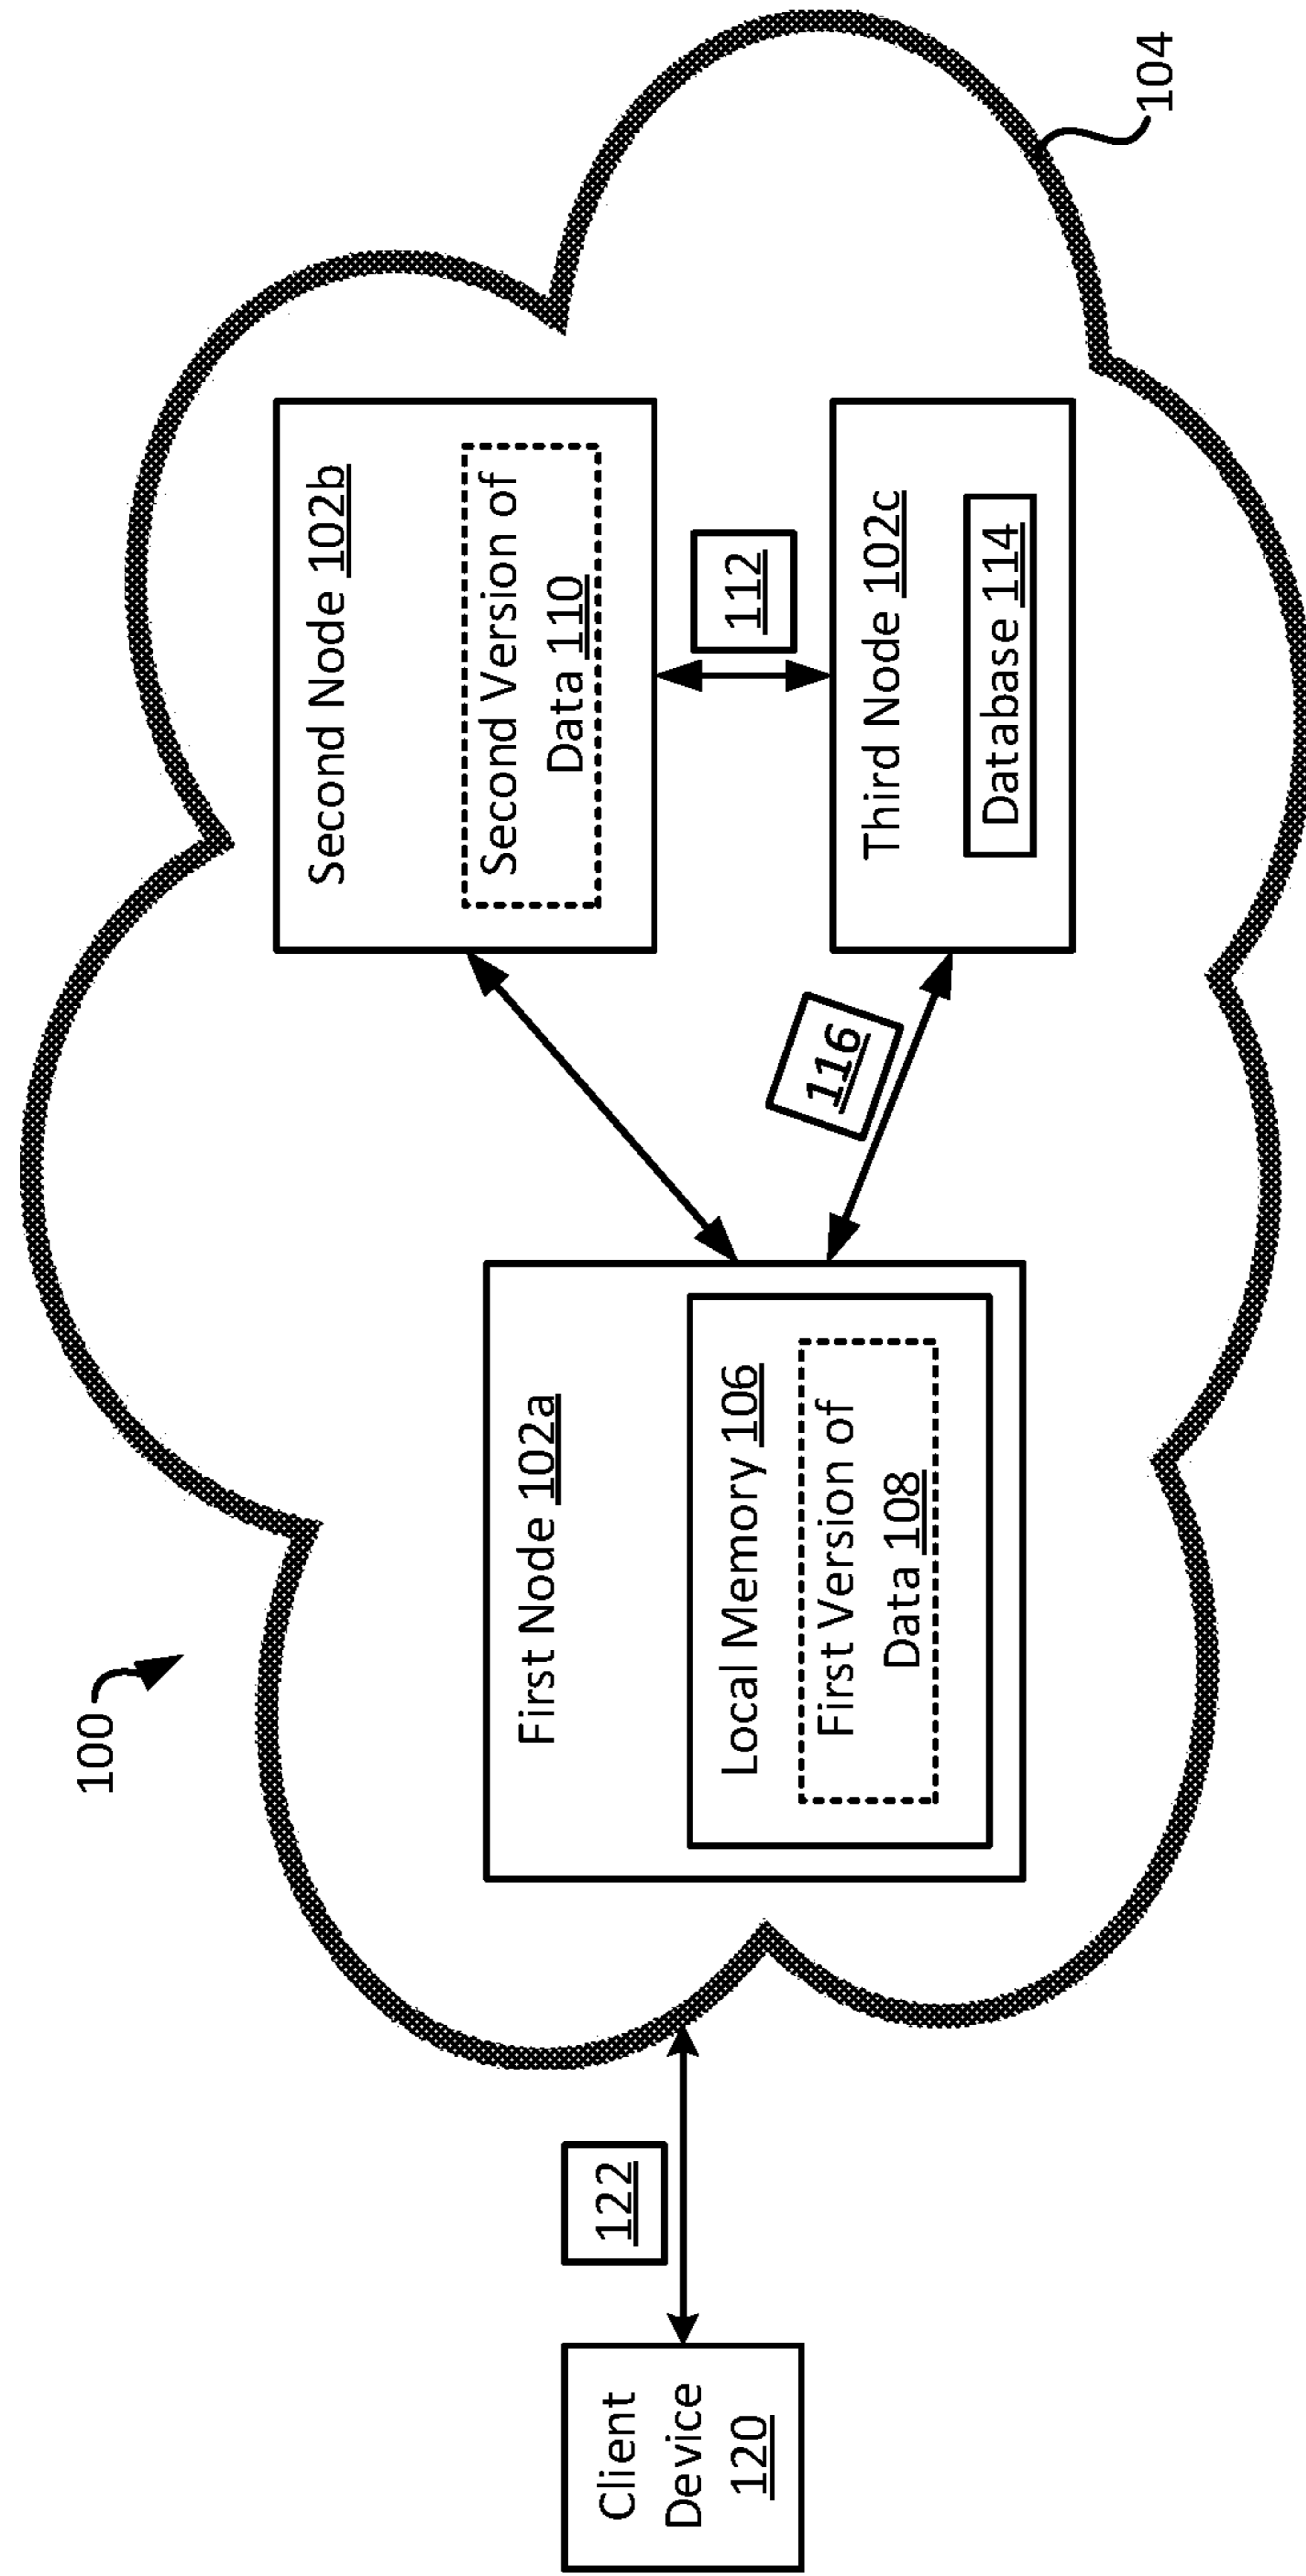 100
104
Client
Device
120
122
First Node 102a
Local Memory 106
First Version of
Data 108
Second Node 102b
Second Version of
Data 110
112
116
Third Node 102c
Database 114